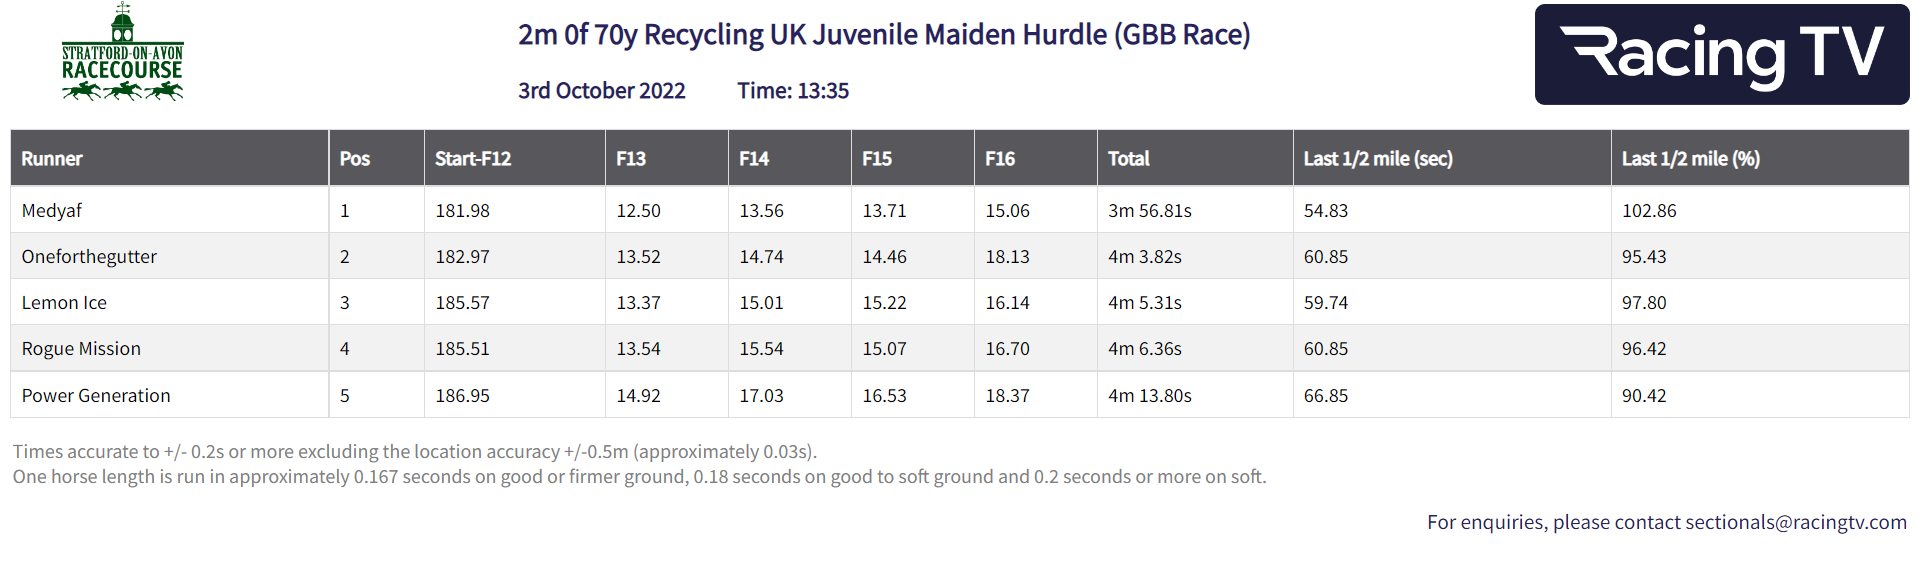 STRATFORD-ON-AVON
RACECOURSE
2m 0f 70y Recycling UK Juvenile Maiden Hurdle (GBB Race)
3rd October 2022 Time: 13:35
Racing TV
Runner Pos Start-F12 F13 F14 F15 F16 Total Last 1/2 mile (sec) Last 1/2 mile (%)
Medyaf 1 181.98 12.50 13.56 13.71 15.06 3m 56.81s 54.83 102.86
Oneforthegutter 2 182.97 13.52 14.74 14.46 18.13 4m 3.82s 60.85 95.43
Lemon Ice 3 185.57 13.37 15.01 15.22 16.14 4m 5.31s 59.74 97.80
Rogue Mission 4 185.51 13.54 15.54 15.07 16.70 4m 6.36s 60.85 96.42
Power Generation 5 186.95 14.92 17.03 16.53 18.37 4m 13.80s 66.85 90.42
Times accurate to +/- 0.2s or more excluding the location accuracy +/-0.5m (approximately 0.03s).
One horse length is run in approximately 0.167 seconds on good or firmer ground, 0.18 seconds on good to soft ground and 0.2 seconds or more on soft.
For enquiries, please contact sectionals@racingtv.com